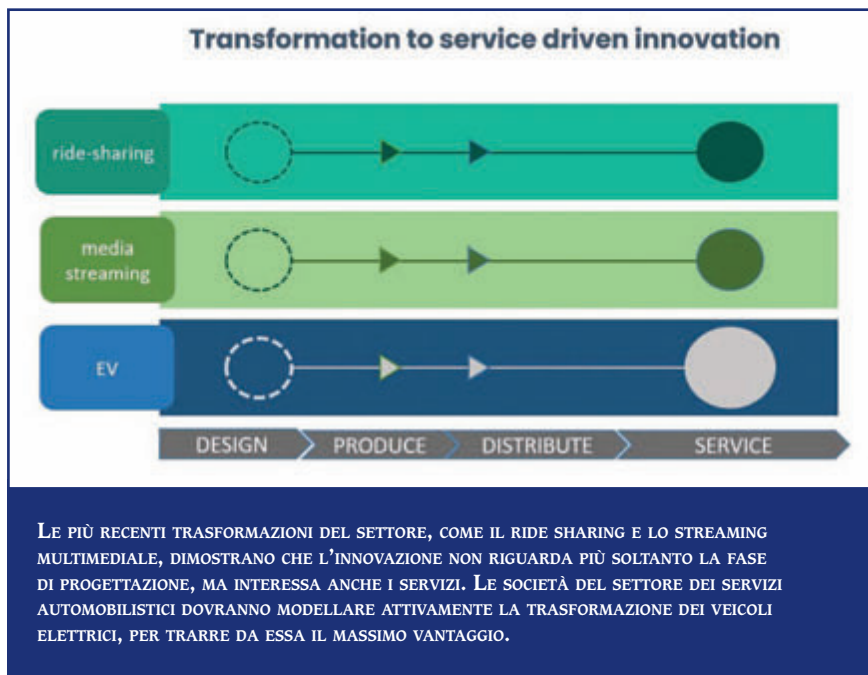 Transformation to service driven innovation
ride-sharing
media
streaming
EV
DESIGN
PRODUCE
DISTRIBUTE
SERVICE
LE PIÙ RECENTI TRASFORMAZIONI DEL SETTORE, COME IL RIDE SHARING E LO STREAMING
MULTIMEDIALE, DIMOSTRANO CHE L'INNOVAZIONE NON RIGUARDA PIÙ SOLTANTO LA FASE
DI PROGETTAZIONE, MA INTERESSA ANCHE I SERVIZI. LE SOCIETÀ DEL SETTORE DEI SERVIZI
AUTOMOBILISTICI DOVRANNO MODELLARE ATTIVAMENTE LA TRASFORMAZIONE DEI VEICOLI
ELETTRICI, PER TRARRE DA ESSA IL MASSIMO VANTAGGIO.